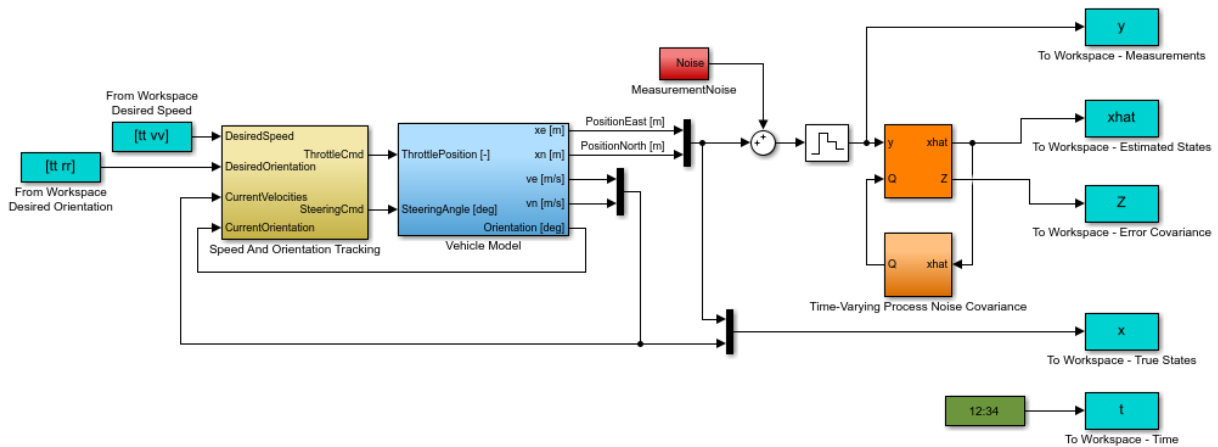 y
To Workspace - Measurements
Noise
MeasurementNoise
From Workspace
Desired Speed
[tt vv]
[tt rr]
From Workspace
Desired Orientation
DesiredSpeed
ThrottleCmd
DesiredOrientation
CurrentVelocities
SteeringCmd
CurrentOrientation
Speed And Orientation Tracking
xe [m]
ThrottlePosition [-]
xn [m]
ve [m/s]
vn [m/s]
SteeringAngle [deg]
Orientation [deg]
Vehicle Model
PositionEast [m]
PositionNorth [m]
+
+
y
xhat
Q
Z
Q
xhat
Time-Varying Process Noise Covariance
xhat
To Workspace - Estimated States
Z
To Workspace - Error Covariance
x
To Workspace - True States
12:34
t
To Workspace - Time